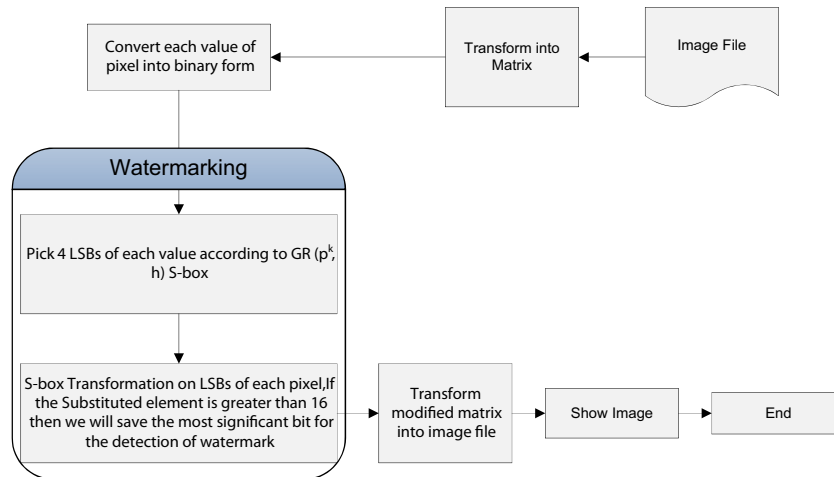 Image File
Transform into
Matrix
Convert each value of
pixel into binary form
Watermarking
Pick 4 LSBs of each value according to GR (p^k,
h) S-box
S-box Transformation on LSBs of each pixel,If
the Substituted element is greater than 16
then we will save the most significant bit for
the detection of watermark
Transform
modified matrix
into image file
Show Image
End